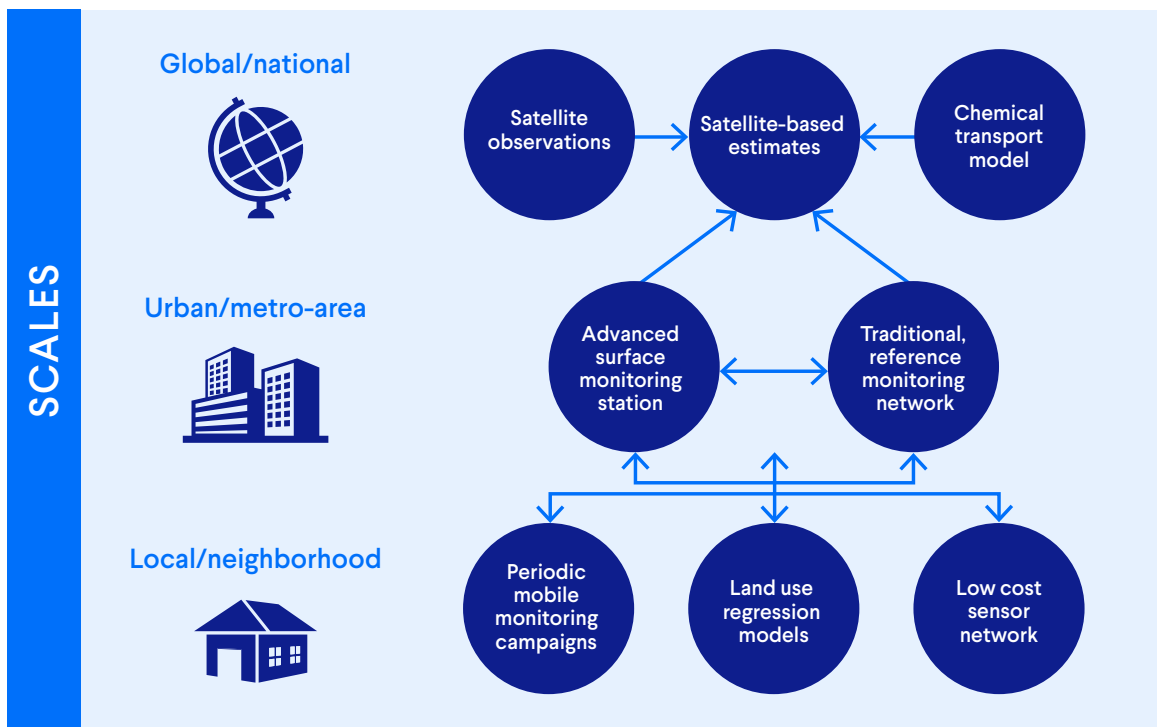 SCALES
Global/national
Satellite
observations
Satellite-based
estimates
Chemical
transport
model
Urban/metro-area
Advanced
surface
monitoring
station
Traditional,
reference
monitoring
network
Local/neighborhood
Periodic
mobile
monitoring
campaigns
Land use
regression
models
Low cost
sensor
network